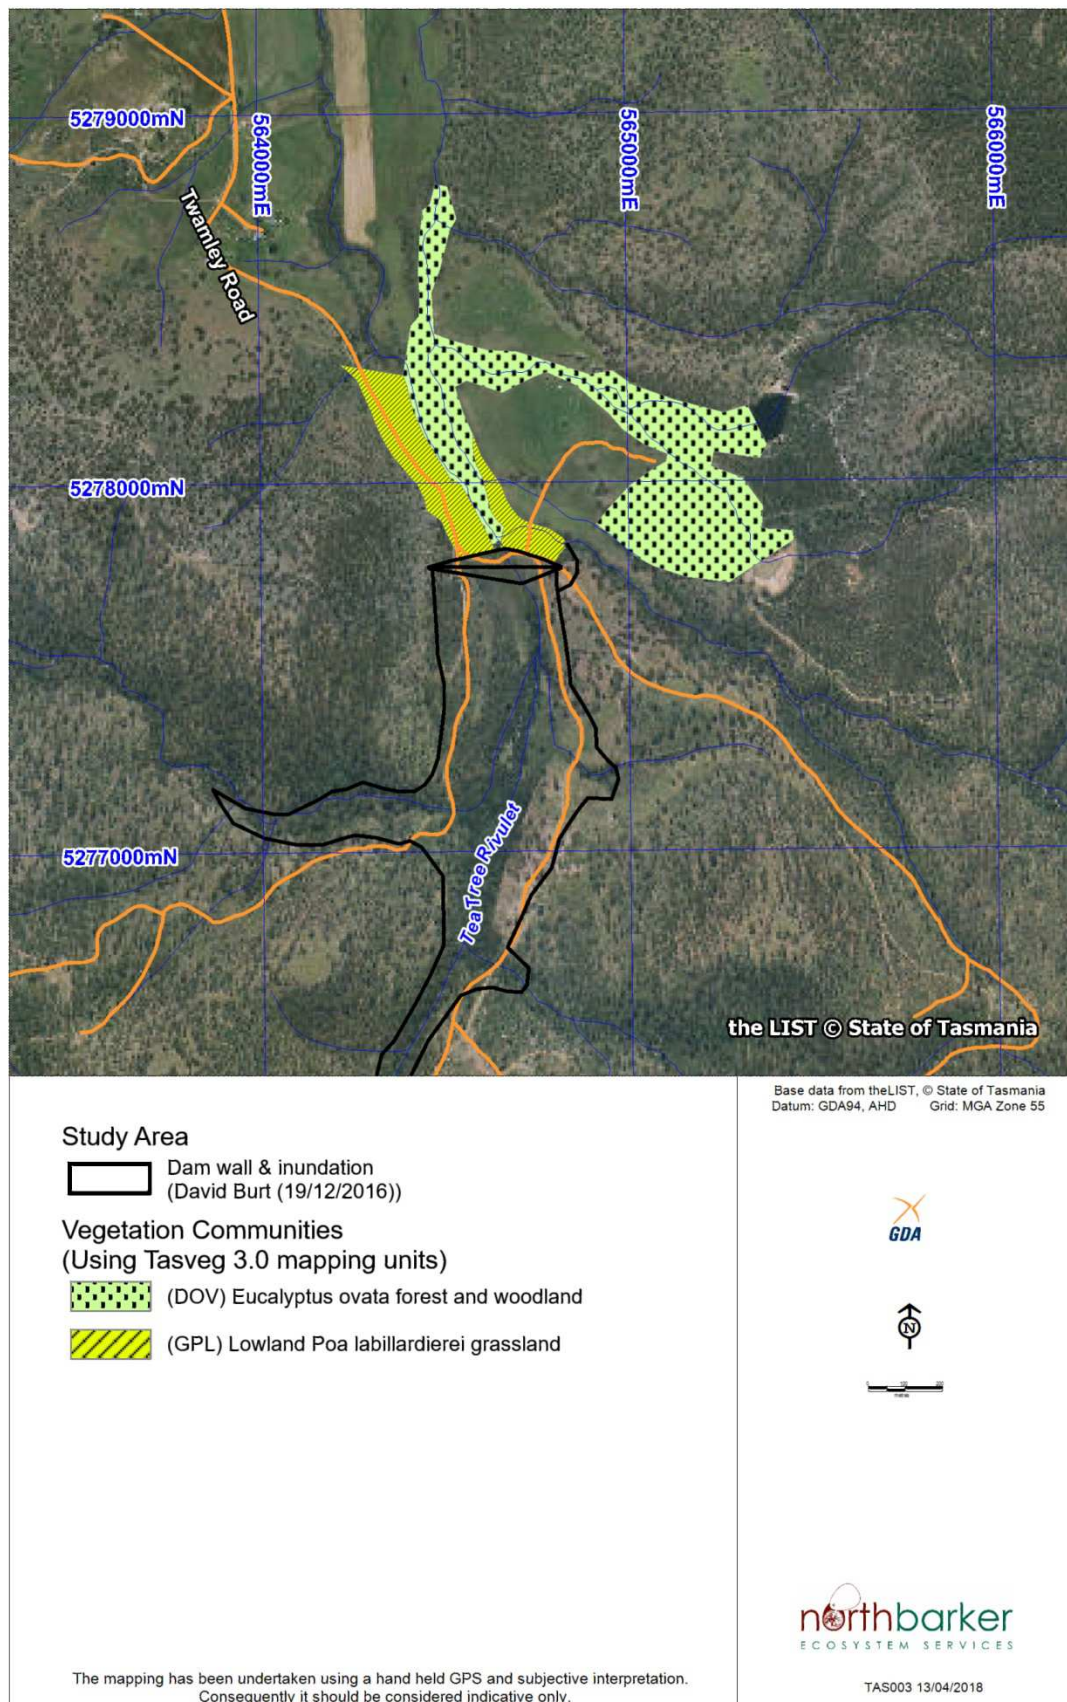 5279000mN
564000mE
565000mE
566000mE
Twamley Road
5278000mN
5277000mN
Tea Tree Rivulet
the LIST © State of Tasmania
Base data from theLIST, © State of Tasmania
Datum: GDA94, AHD Grid: MGA Zone 55
Study Area
Dam wall & inundation
(David Burt (19/12/2016))
Vegetation Communities
(Using Tasveg 3.0 mapping units)
(DOV) Eucalyptus ovata forest and woodland
(GPL) Lowland Poa labillardierei grassland
GDA
N
0 100 200
northbarker
ECOSYSTEM SERVICES
The mapping has been undertaken using a hand held GPS and subjective interpretation.
Consequently it should be considered indicative only.
TAS003 13/04/2018